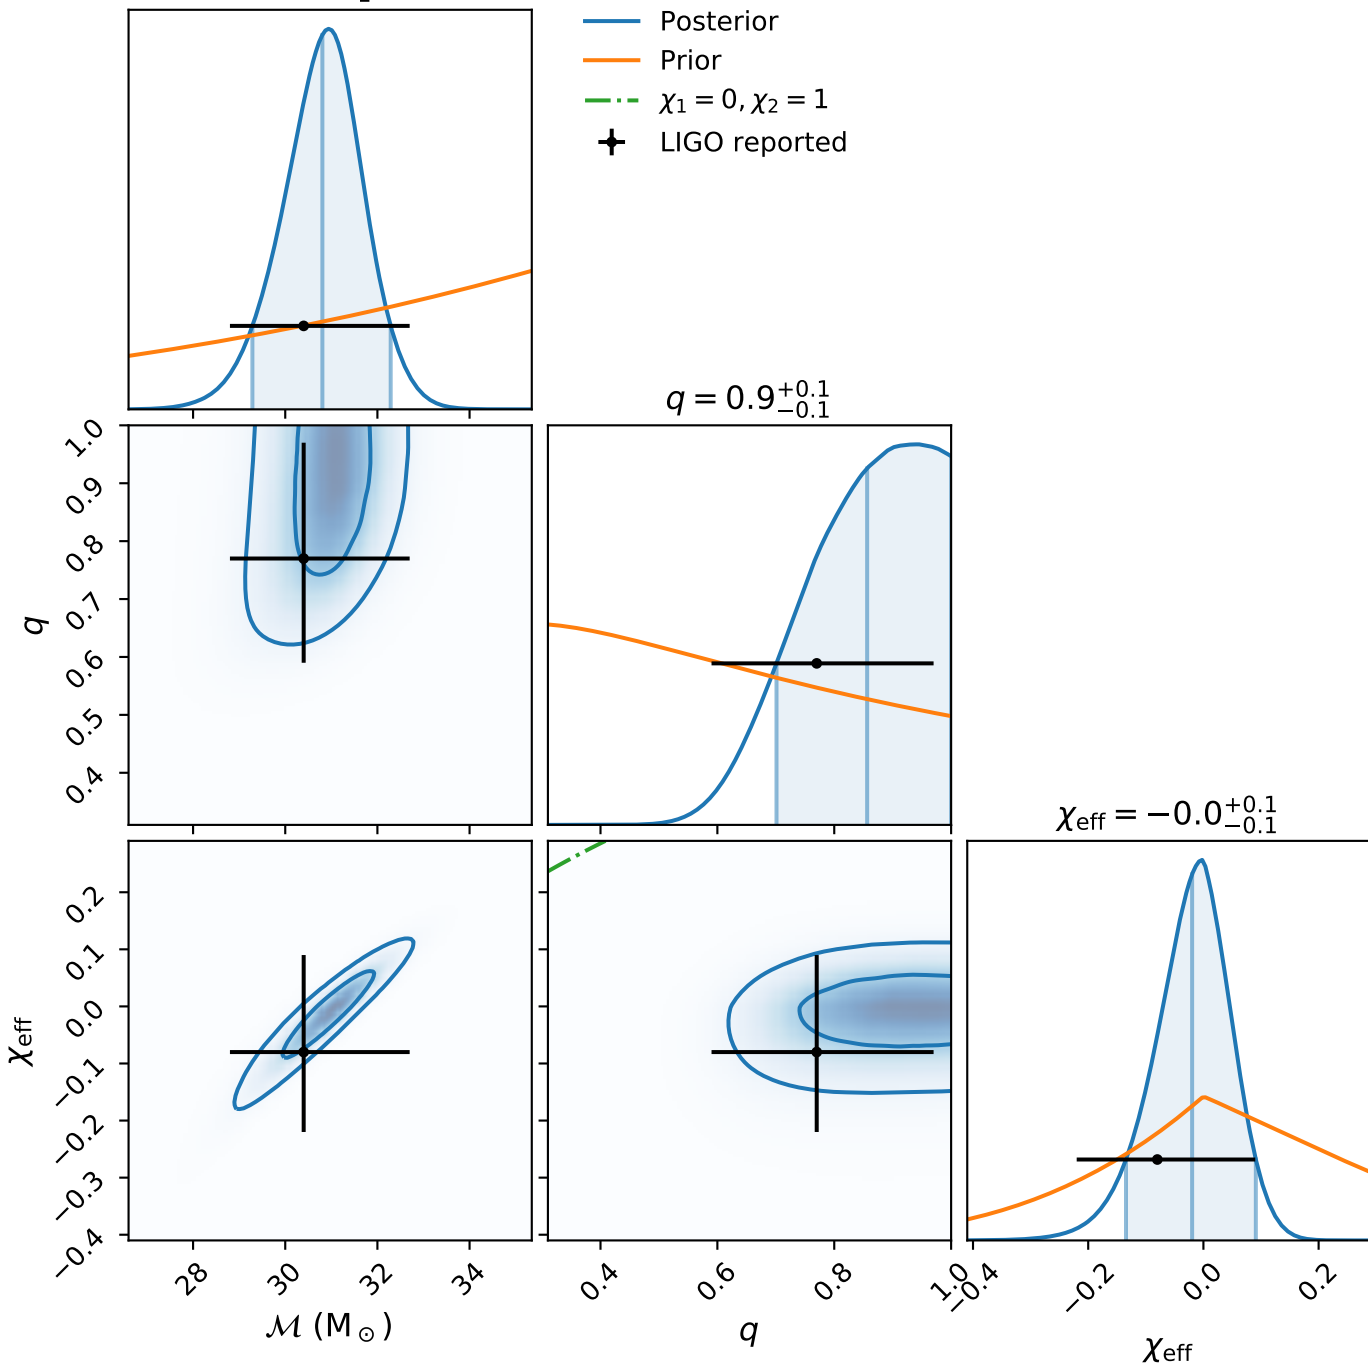 Posterior
Prior
χ₁ = 0, χ₂ = 1
LIGO reported
q = 0.9 +0.1 −0.1
1.0
0.9
0.8
0.7
0.6
0.5
0.4
q
χeff = −0.0 +0.1 −0.1
0.2
0.1
0.0
−0.1
−0.2
−0.3
−0.4
χeff
28 30 32 34
ℳ (M⊙)
0.4 0.6 0.8 1.0
q
−0.4 −0.2 0.0 0.2
χeff